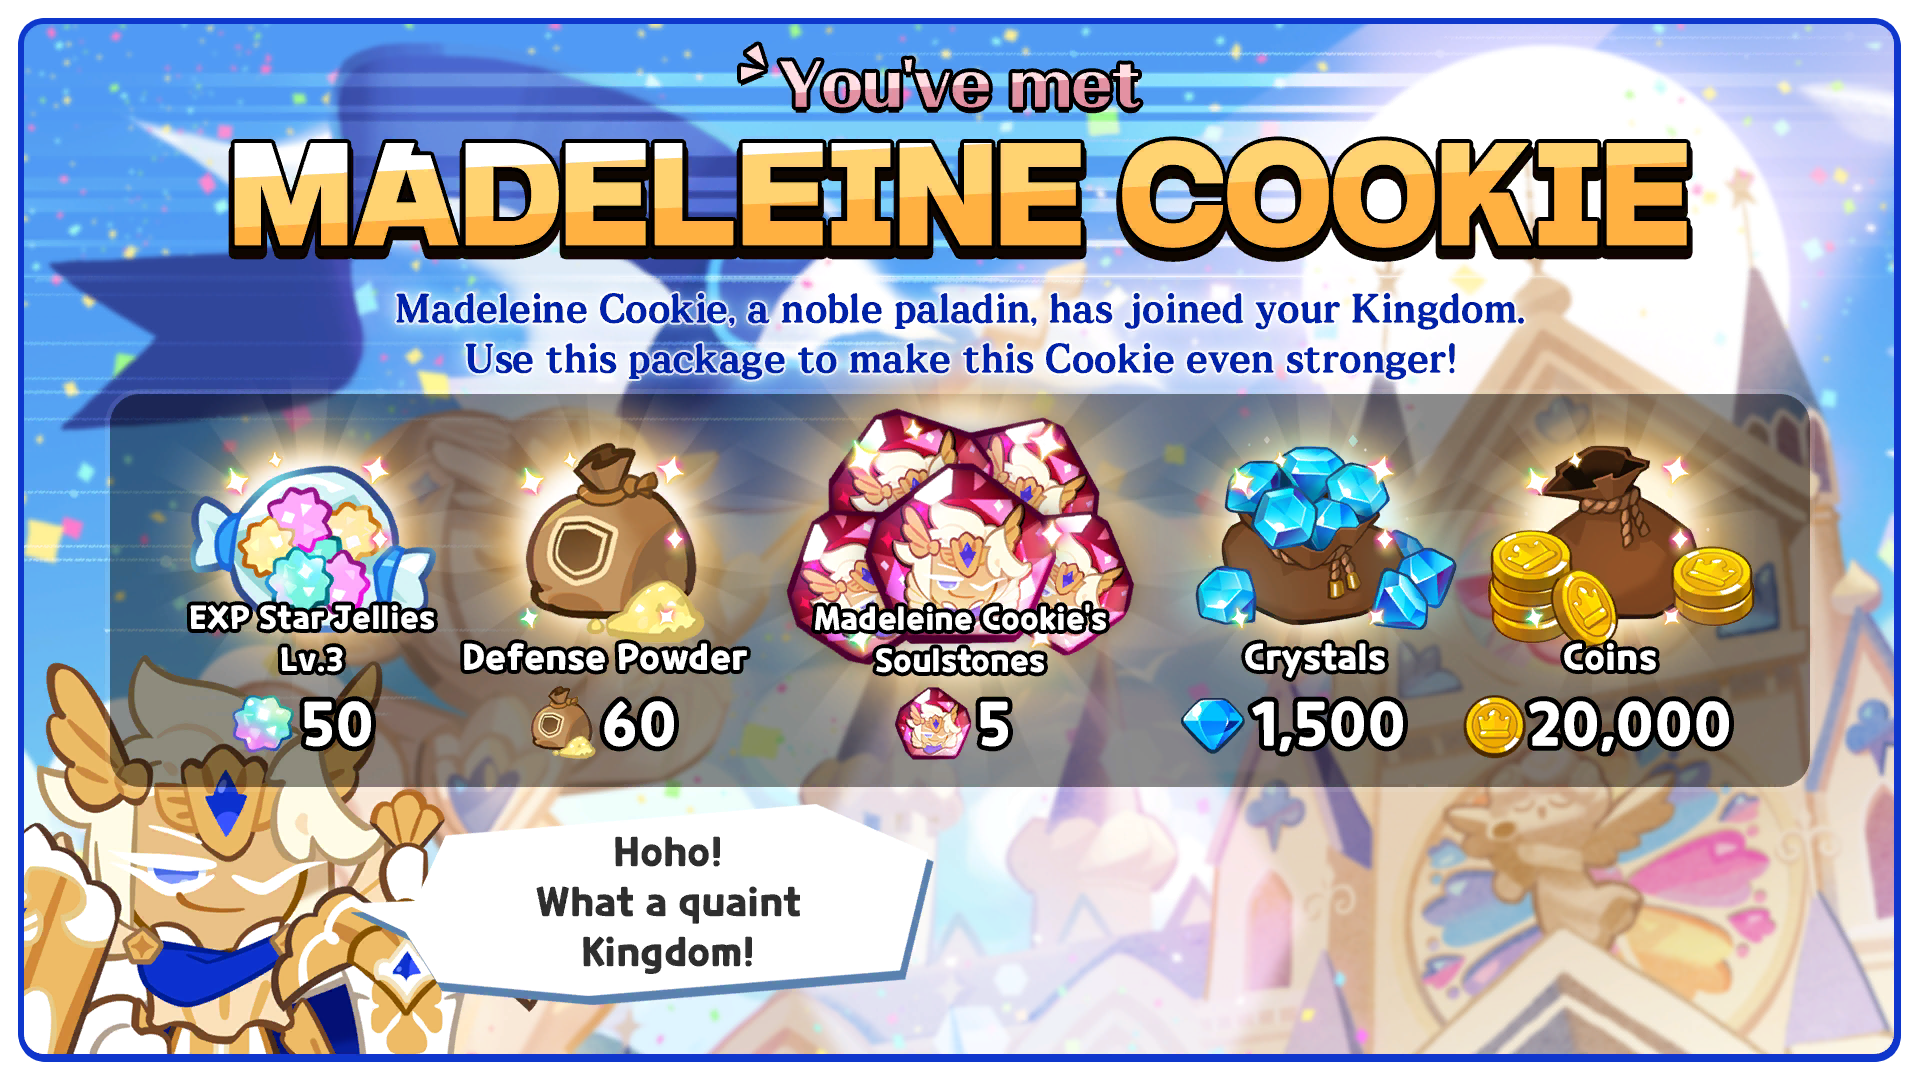 You've met
MADELEINE COOKIE
Madeleine Cookie, a noble paladin, has joined your Kingdom.
Use this package to make this Cookie even stronger!
EXP Star Jellies
Lv.3
50
Defense Powder
60
Madeleine Cookie's
Soulstones
5
Crystals
1,500
Coins
20,000
Hoho!
What a quaint
Kingdom!